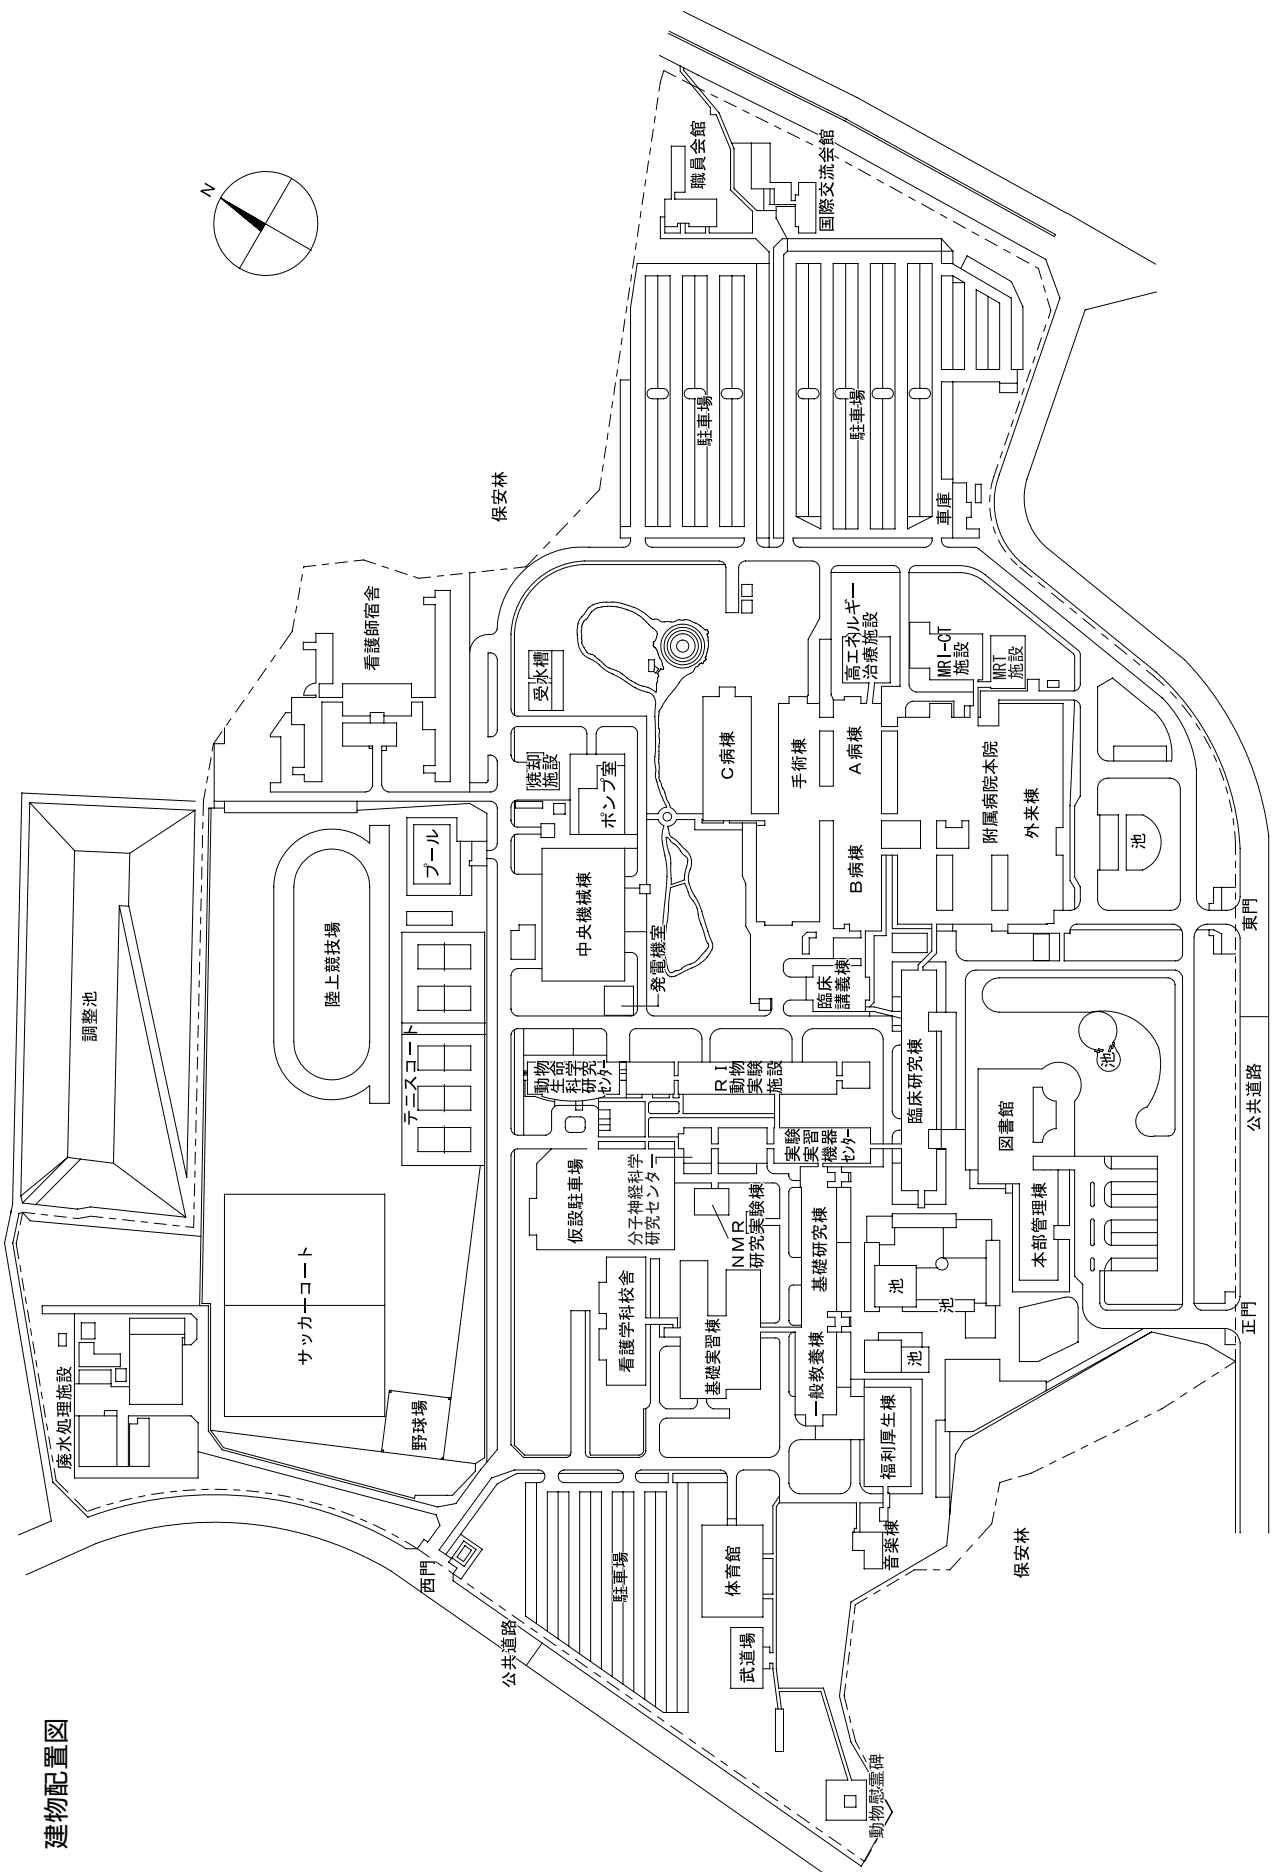 建物配置図
N
調整池
廃水処理施設
陸上競技場
サッカーコート
野球場
テニスコート
プール
看護師宿舎
保安林
西門
公共道路
駐車場
体育館
武道場
動物慰霊碑
音楽棟
福利厚生棟
保安林
看護学科校舎
基礎実習棟
一般教養棟
基礎研究棟
仮設駐車場
分子神経科学
研究センター
NMR
研究実験棟
実験
実習
機器
センター
動物
生命
科学
研究
センター
RI
動物
実験
施設
中央機械棟
発電機室
ポンプ室
焼却
施設
受水槽
C病棟
手術棟
A病棟
B病棟
高エネルギー
治療施設
MRI-CT
施設
MRT
施設
附属病院本院
外来棟
臨床
講義棟
臨床研究棟
図書館
本部管理棟
池
池
池
池
池
駐車場
駐車場
車庫
職員会館
国際交流会館
正門
東門
公共道路